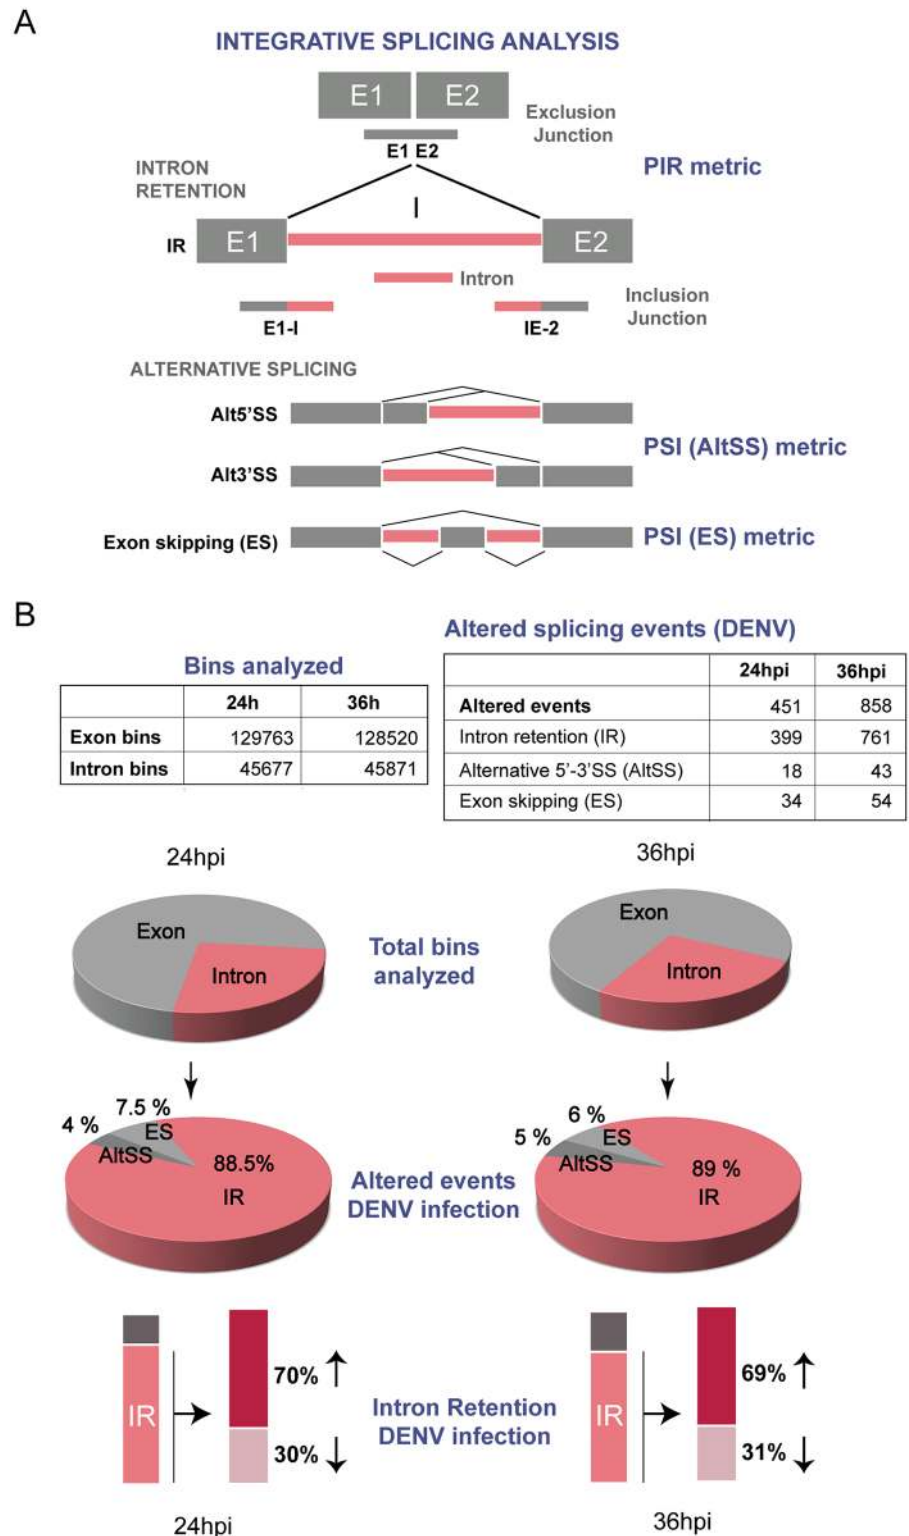 A
INTEGRATIVE SPLICING ANALYSIS
E1 E2
Exclusion
Junction
E1 E2
PIR metric
INTRON
RETENTION
I
IR E1 E2
Intron
Inclusion
Junction
E1-I IE-2
ALTERNATIVE SPLICING
Alt5'SS
PSI (AltSS) metric
Alt3'SS
Exon skipping (ES) PSI (ES) metric
B
Altered splicing events (DENV)
Bins analyzed
24h 36h
Exon bins 129763 128520
Intron bins 45677 45871
24hpi 36hpi
Altered events 451 858
Intron retention (IR) 399 761
Alternative 5'-3'SS (AltSS) 18 43
Exon skipping (ES) 34 54
24hpi 36hpi
Exon Intron
Total bins
analyzed
Exon Intron
7.5 %
4 %
ES
AltSS
88.5%
IR
Altered events
DENV infection
6 %
5 %
ES
AltSS
89 %
IR
IR
70%
30%
Intron Retention
DENV infection
IR
69%
31%
24hpi 36hpi